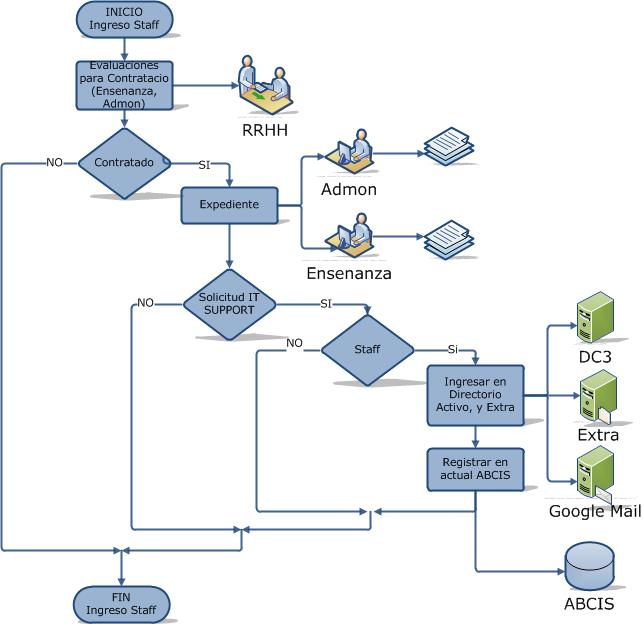 INICIO
Ingreso Staff
Evaluaciones
para Contratacio
(Ensenanza,
Admon)
RRHH
NO
Contratado
SI
Admon
Expediente
Ensenanza
NO
Solicitud IT
SUPPORT
SI
NO
Staff
Si
DC3
Ingresar en
Directorio
Activo, y Extra
Extra
Registrar en
actual ABCIS
Google Mail
ABCIS
FIN
Ingreso Staff